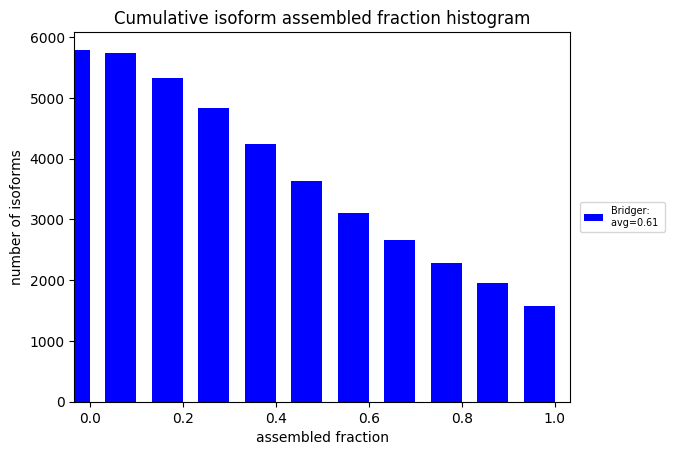 Cumulative isoform assembled fraction histogram
6000
5000
4000
3000
2000
1000
0
number of isoforms
0.0 0.2 0.4 0.6 0.8 1.0
assembled fraction
Bridger:
avg=0.61